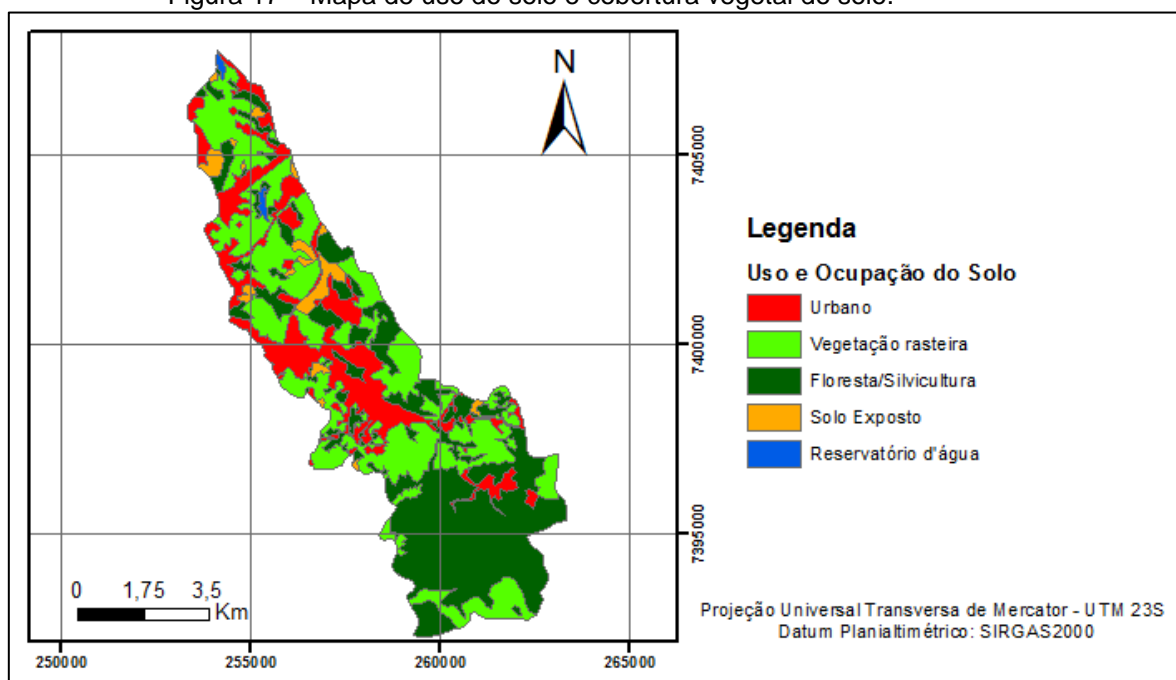 Figura 17 – Mapa do uso do solo e cobertura vegetal do solo.
N
7405000
7400000
7395000
0 1,75 3,5
Km
250000 255000 260000 265000
Legenda
Uso e Ocupação do Solo
Urbano
Vegetação rasteira
Floresta/Silvicultura
Solo Exposto
Reservatório d'água
Projeção Universal Transversa de Mercator - UTM 23S
Datum Planialtimétrico: SIRGAS2000